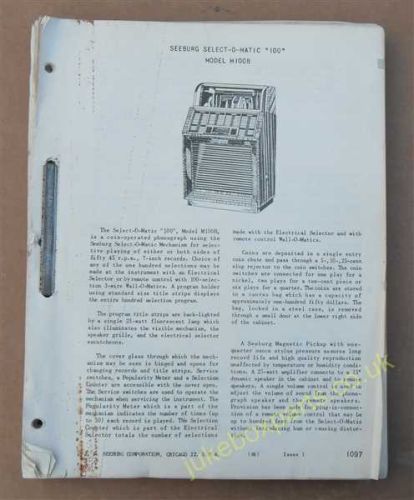 SEEBURG SELECT-O-MATIC "100"
MODEL M100B
The Select-O-Matic "100", Model M100B,
is a coin-operated phonograph using the
Seeburg Select-O-Matic Mechanism for selec-
tive playing of either or both sides of
fifty 45 r.p.m., 7-inch records. Choice of
any of the one hundred selections may be
made at the instrument with an Electrical
Selector or by remote control with 100-selec-
tion 3-wire Wall-O-Matics. A program holder
using standard size title strips displays
the entire hundred selection program.
The program title strips are back-lighted
by a single 25-watt fluorescent lamp which
also illuminates the visible mechanism, the
speaker grille, and the electrical selector
escutcheons.
The cover glass through which the mech-
anism may be seen is hinged and opens for
changing records and title strips. Service
switches, a Popularity Meter and a Selection
Counter are accessible with the cover open.
The Service switches are used to operate the
mechanism when servicing the instrument. The
Popularity Meter which is a part of the
mechanism indicates the number of times (up
to 50) each record is played. The Selection
Counter which is part of the Electrical
Selector totals the number of selections
made with the Electrical Selector and with
remote control Wall-O-Matics.
Coins are deposited in a single entry
coin chute and pass through a 5-,10-,25-cent
slug rejector to the coin switches. The coin
switches are connected for one play for a
nickel, two plays for a ten-cent piece or
six plays for a quarter. The coins are stored
in a canvas bag which has a capacity of
approximately one-hundred fifty dollars. The
bag, locked in a steel case, is removed
through a small door at the lower right side
of the cabinet.
A Seeburg Magnetic Pickup with one-
quarter ounce stylus pressure assures long
record life and high quality reproduction
unaffected by temperature or humidity condi-
tions. A 25-watt amplifier connects to a 15"
dynamic speaker in the cabinet and to remote
speakers. A single volume control is used to
adjust the volume of sound from the phono-
graph speaker and the remote speakers.
Provision has been made for plug-in-connec-
tion of a remote volume control that may be
up to hundred feet from the Select-O-Matic
without introducing hum or causing distor-
J. P. SEEBURG CORPORATION, CHICAGO 22,
Issue 1
1097
jukebox
.co.uk